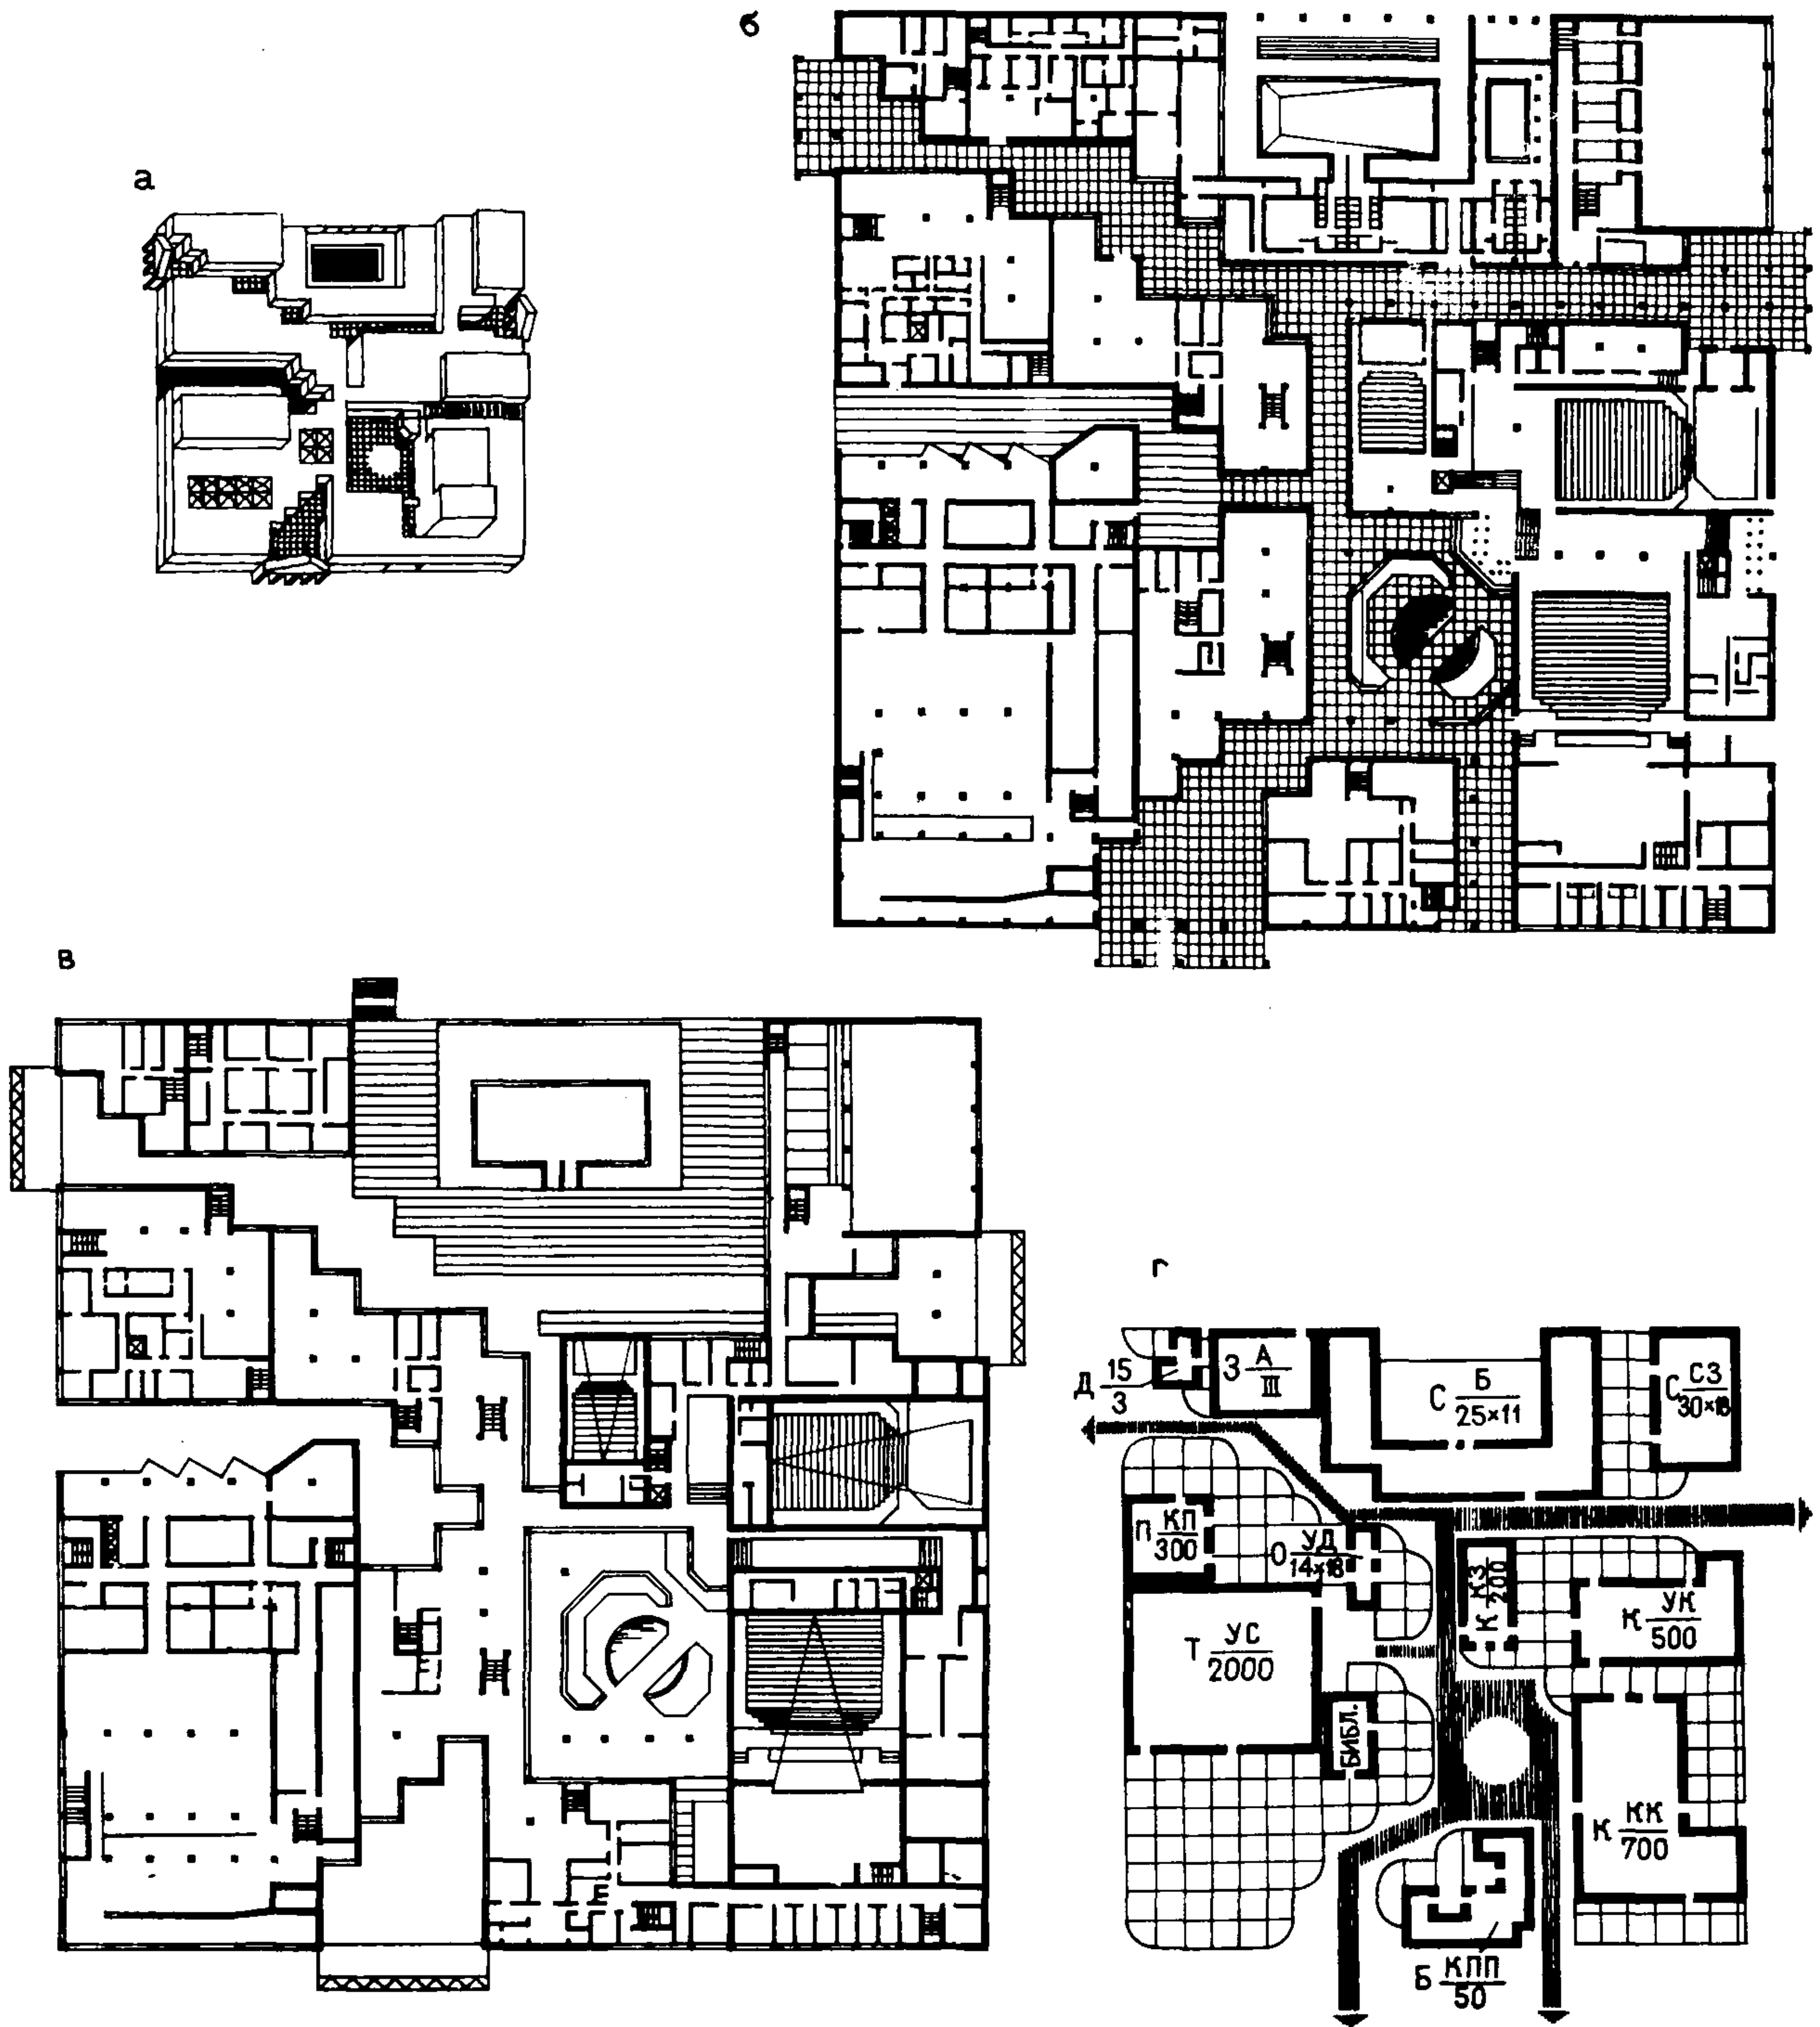 б
а
в
г
Д 15/3
З А/III
С Б/25×11
С СЗ/30×18
П КП/300
О УД/14×18
К КЗ/200
К УК/500
Т УС/2000
БИБЛ.
К КК/700
Б КПП/50